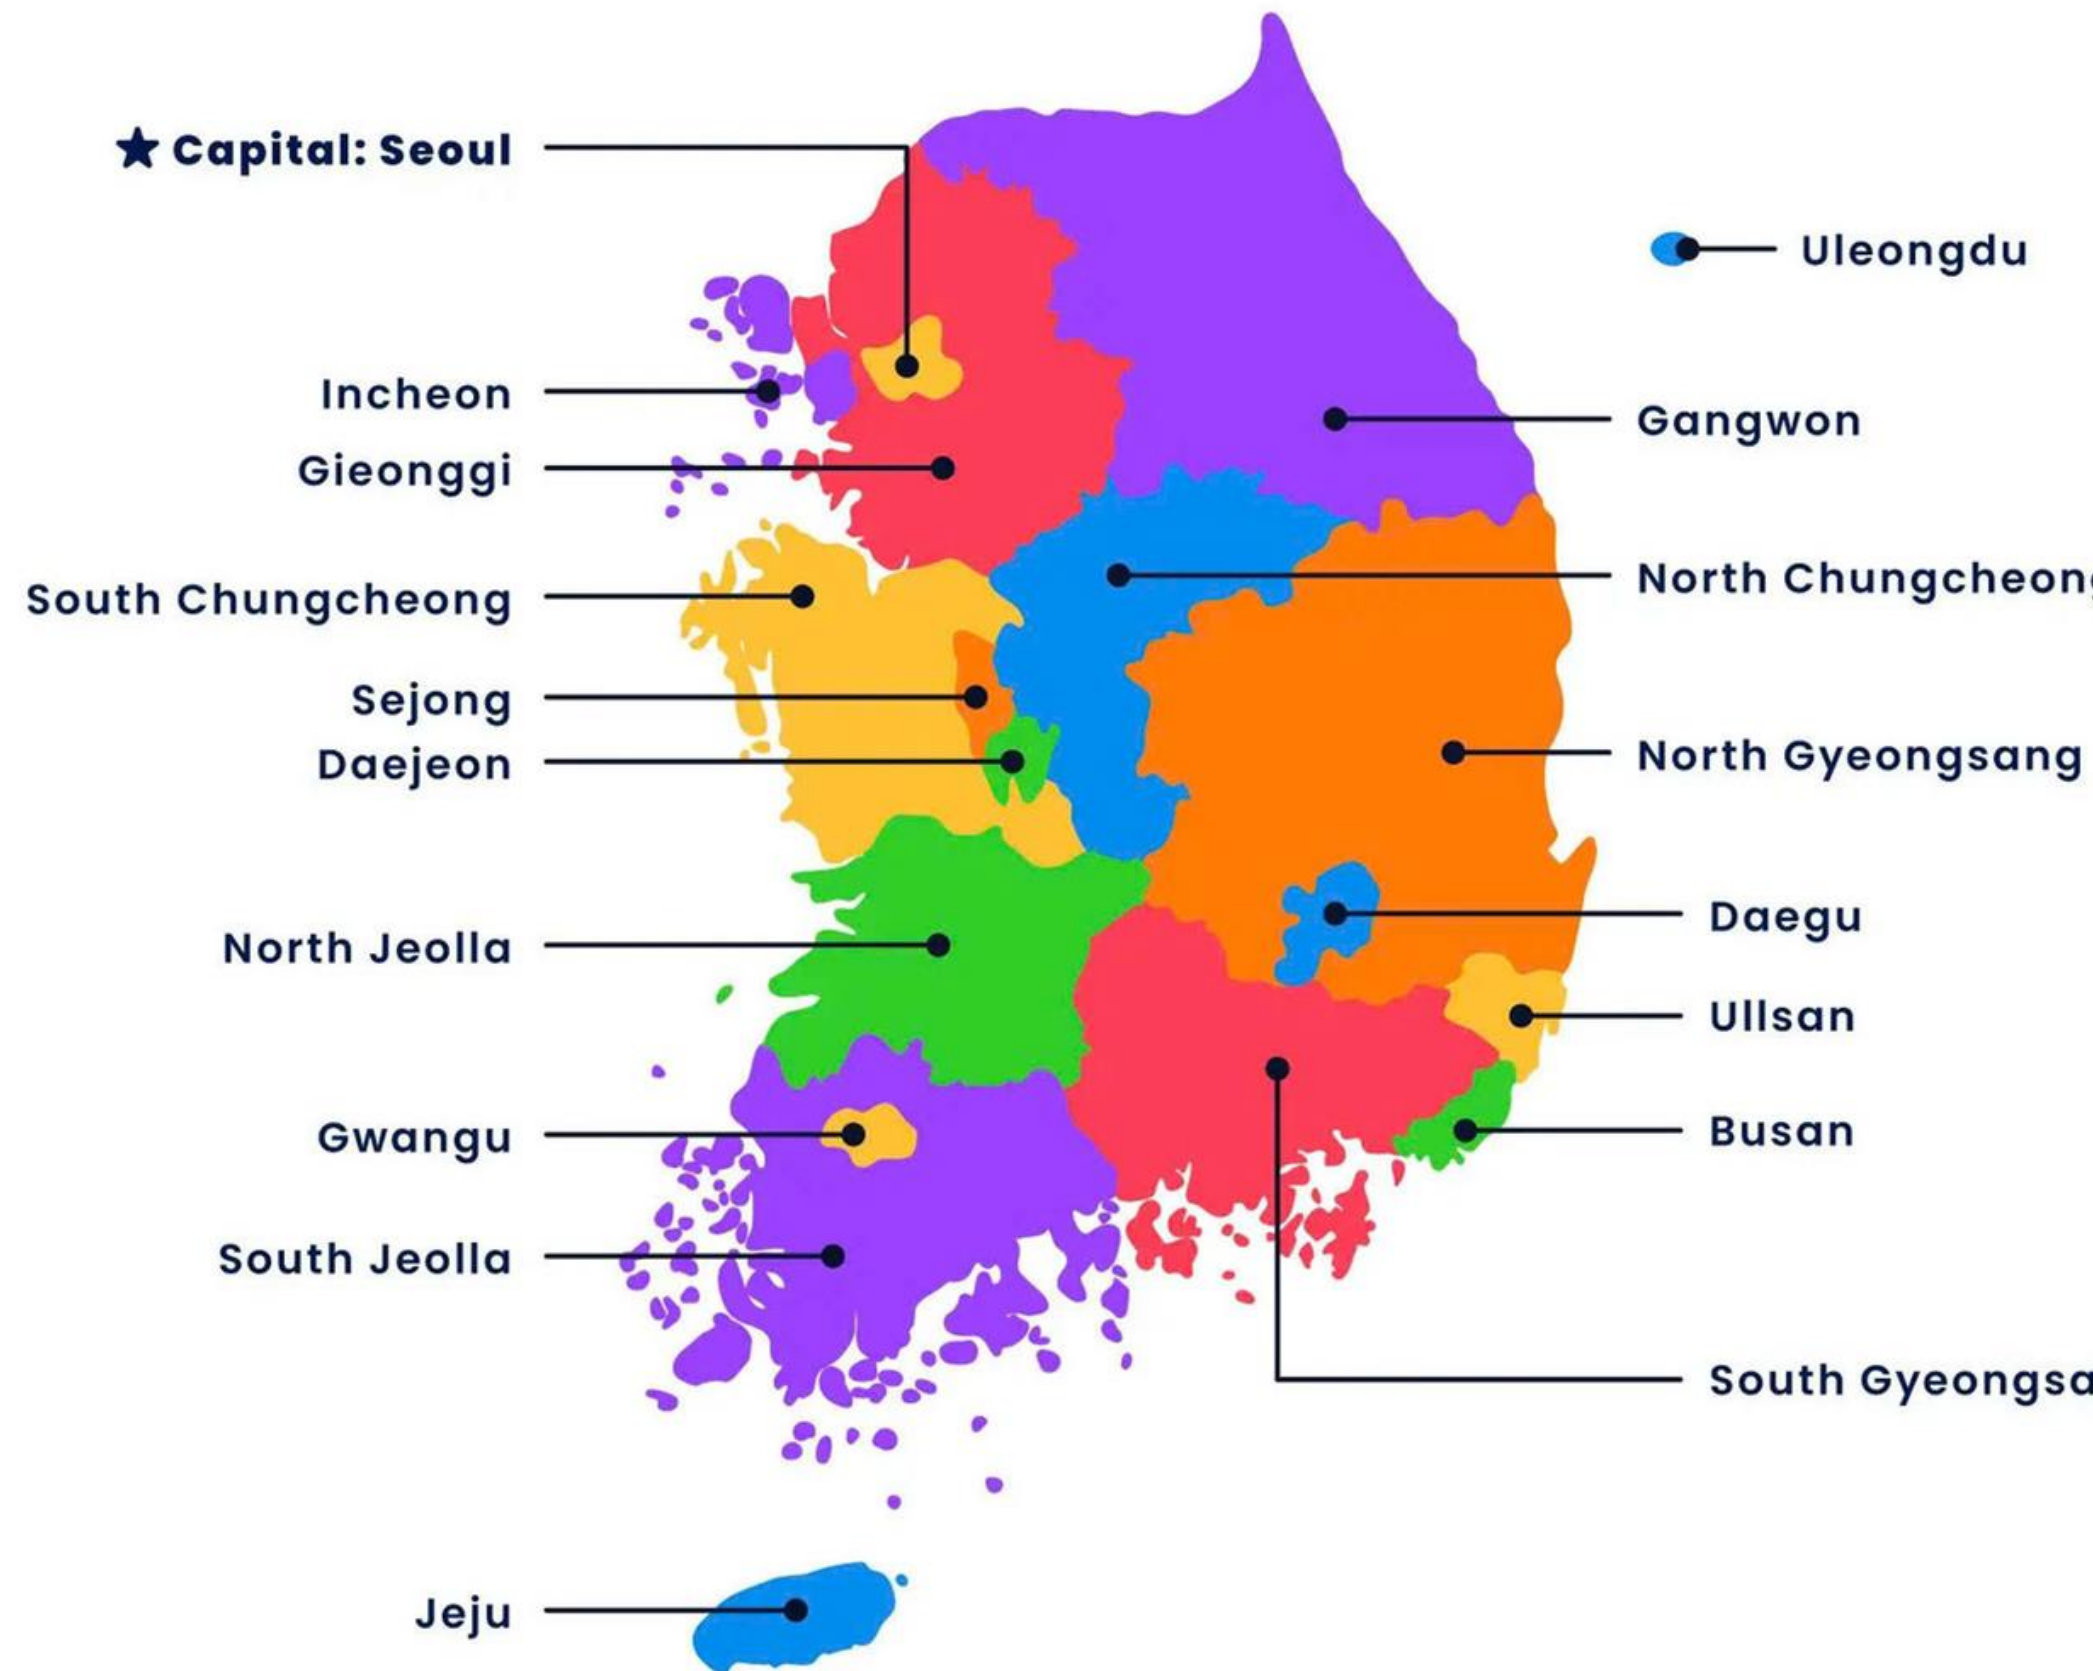 ★ Capital: Seoul
Uleongdu
Incheon
Gangwon
Gieonggi
North Chungcheong
South Chungcheong
Sejong
North Gyeongsang
Daejeon
Daegu
North Jeolla
Ullsan
Busan
Gwangu
South Jeolla
South Gyeongsa
Jeju